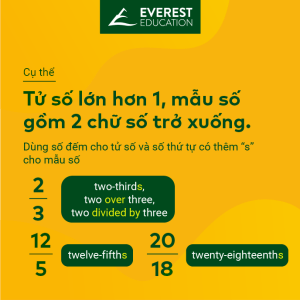 EVEREST
EDUCATION
Cụ thể
Tử số lớn hơn 1, mẫu số
gồm 2 chữ số trở xuống.
Dùng số đếm cho tử số và số thứ tự có thêm “s”
cho mẫu số
2
3
two-thirds,
two over three,
two divided by three
12
5
twelve-fifths
20
18
twenty-eighteenths